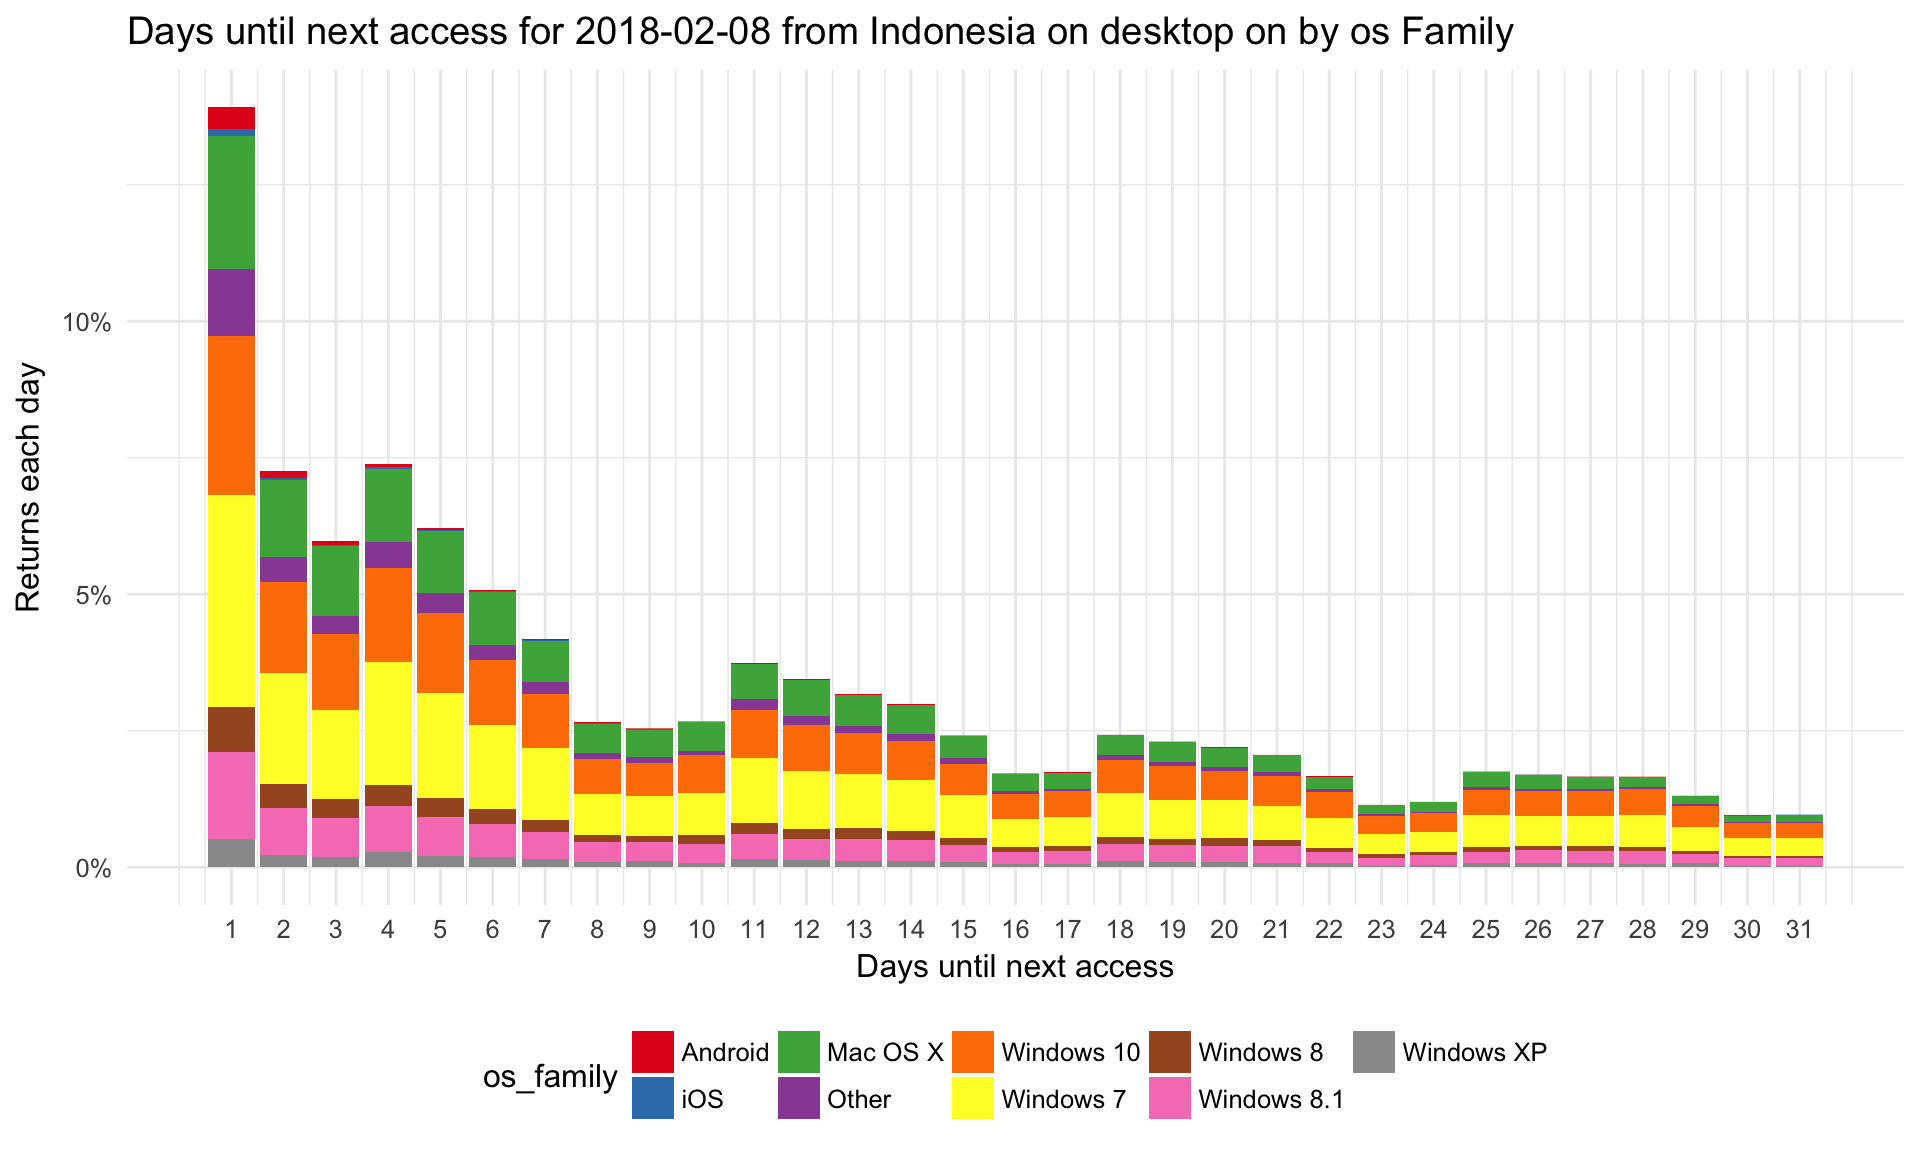 Days until next access for 2018-02-08 from Indonesia on desktop on by os Family
Returns each day
10%
5%
0%
1 2 3 4 5 6 7 8 9 10 11 12 13 14 15 16 17 18 19 20 21 22 23 24 25 26 27 28 29 30 31
Days until next access
os_family
Android Mac OS X Windows 10 Windows 8 Windows XP
iOS Other Windows 7 Windows 8.1